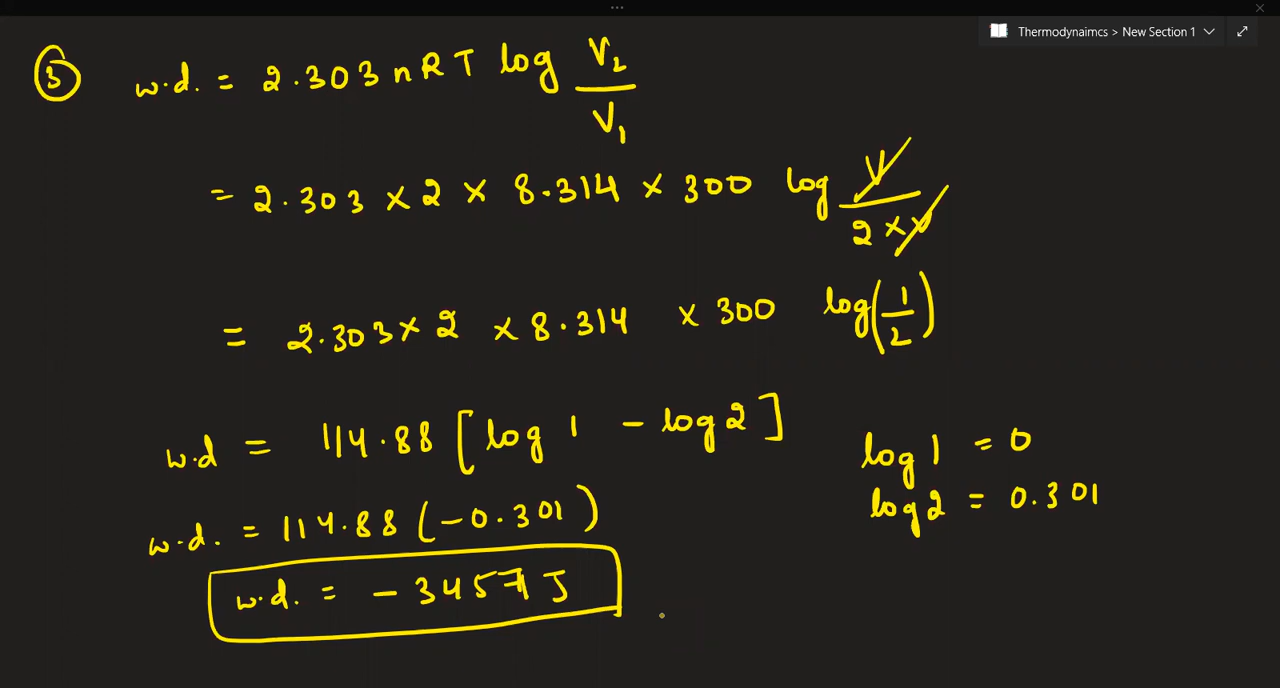 Thermodynaimcs > New Section 1
3 w.d. = 2.303 n R T log V₂/V₁
= 2.303 × 2 × 8.314 × 300 log V/2 × V
= 2.303 × 2 × 8.314 × 300 log(1/2)
w.d = 114.88 [log 1 - log 2]
log 1 = 0
log 2 = 0.301
w.d. = 114.88 (-0.301)
w.d. = - 3457 J